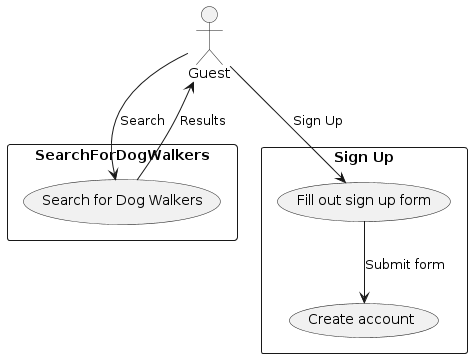 Guest
Search
Results
Sign Up
SearchForDogWalkers
Search for Dog Walkers
Sign Up
Fill out sign up form
Submit form
Create account